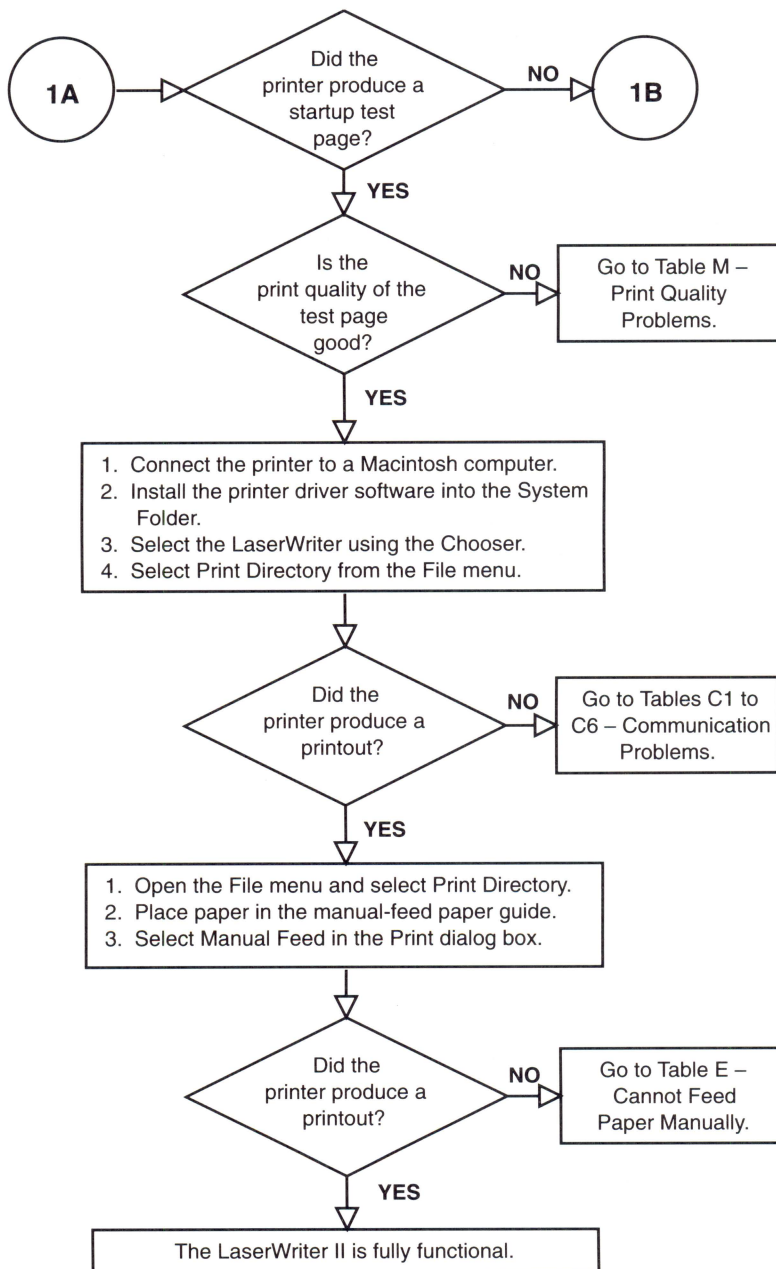 1A
Did the
printer produce a
startup test
page?
NO
1B
YES
Is the
print quality of the
test page
good?
NO
Go to Table M –
Print Quality
Problems.
YES
1. Connect the printer to a Macintosh computer.
2. Install the printer driver software into the System
Folder.
3. Select the LaserWriter using the Chooser.
4. Select Print Directory from the File menu.
Did the
printer produce a
printout?
NO
Go to Tables C1 to
C6 – Communication
Problems.
YES
1. Open the File menu and select Print Directory.
2. Place paper in the manual-feed paper guide.
3. Select Manual Feed in the Print dialog box.
Did the
printer produce a
printout?
NO
Go to Table E –
Cannot Feed
Paper Manually.
YES
The LaserWriter II is fully functional.